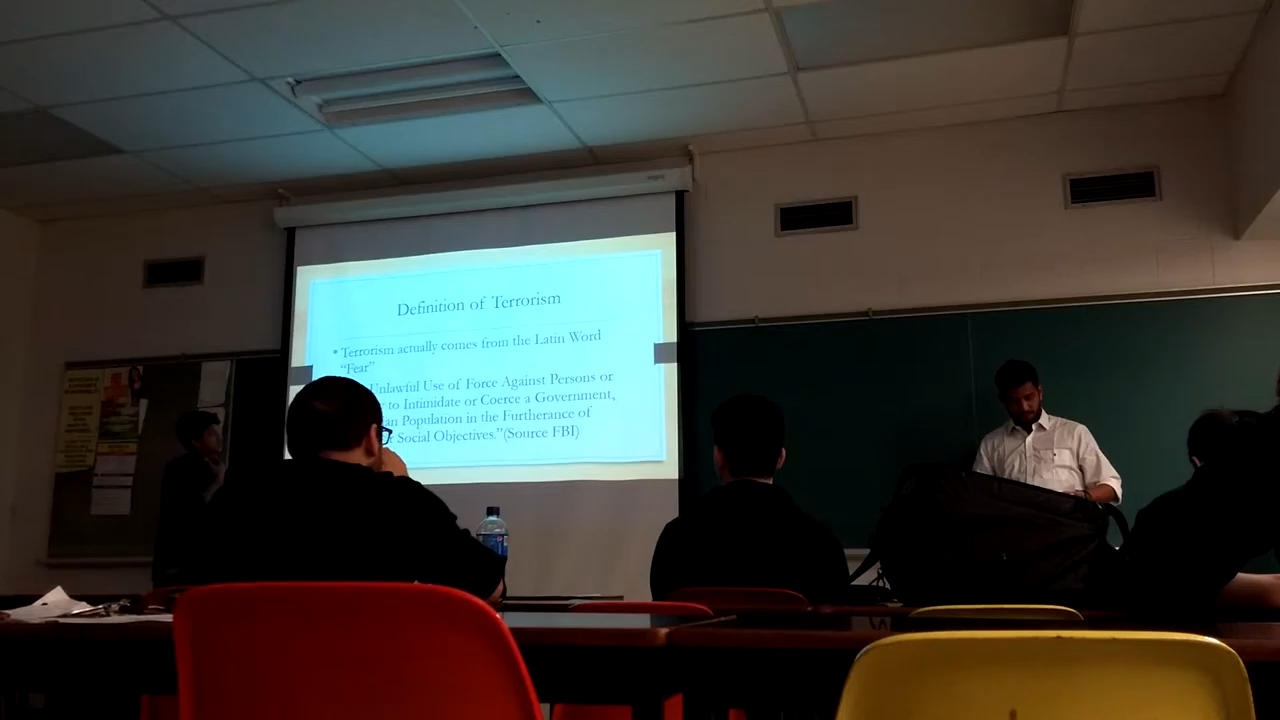 Definition of Terrorism
• Terrorism actually comes from the Latin Word
"Fear"
Unlawful Use of Force Against Persons or
to Intimidate or Coerce a Government,
an Population in the Furtherance of
Social Objectives."(Source FBI)